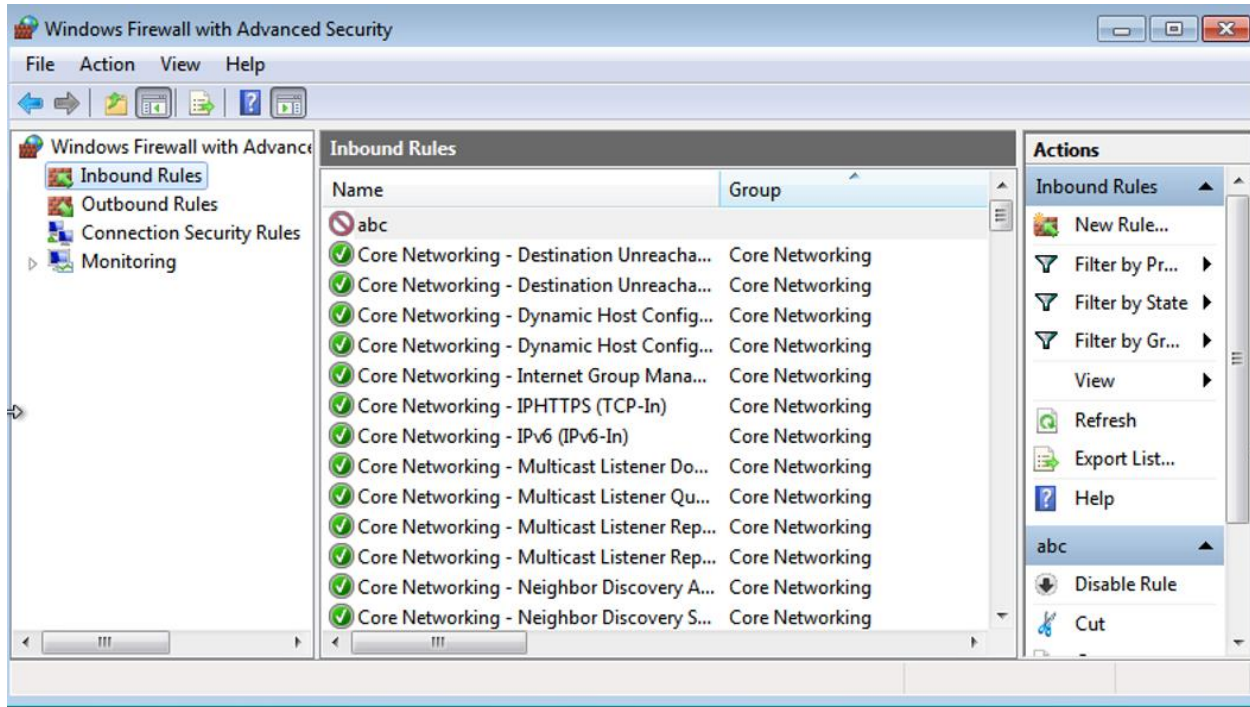 Windows Firewall with Advanced Security
File Action View Help
Windows Firewall with Advance
Inbound Rules
Outbound Rules
Connection Security Rules
Monitoring
Inbound Rules
Name Group
abc
Core Networking - Destination Unreacha... Core Networking
Core Networking - Destination Unreacha... Core Networking
Core Networking - Dynamic Host Config... Core Networking
Core Networking - Dynamic Host Config... Core Networking
Core Networking - Internet Group Mana... Core Networking
Core Networking - IPHTTPS (TCP-In) Core Networking
Core Networking - IPv6 (IPv6-In) Core Networking
Core Networking - Multicast Listener Do... Core Networking
Core Networking - Multicast Listener Qu... Core Networking
Core Networking - Multicast Listener Rep... Core Networking
Core Networking - Multicast Listener Rep... Core Networking
Core Networking - Neighbor Discovery A... Core Networking
Core Networking - Neighbor Discovery S... Core Networking
Actions
Inbound Rules
New Rule...
Filter by Pr...
Filter by State
Filter by Gr...
View
Refresh
Export List...
Help
abc
Disable Rule
Cut